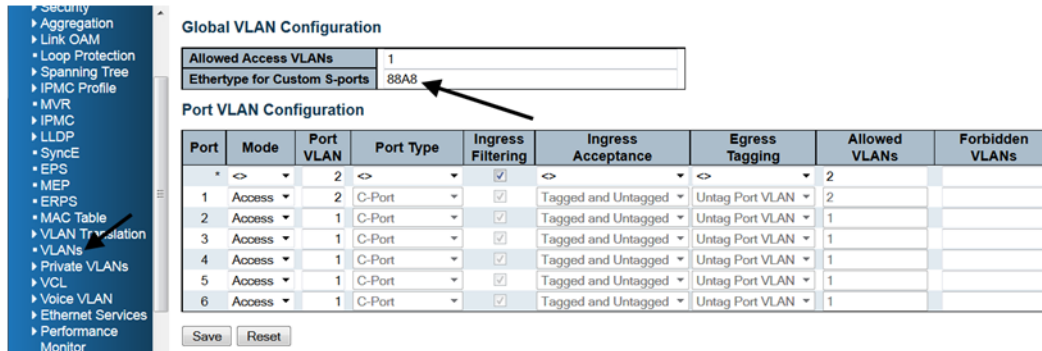 Security
Aggregation
Link OAM
Loop Protection
Spanning Tree
IPMC Profile
MVR
IPMC
LLDP
SyncE
EPS
MEP
ERPS
MAC Table
VLAN Translation
VLANs
Private VLANs
VCL
Voice VLAN
Ethernet Services
Performance
Monitor
Global VLAN Configuration
Allowed Access VLANs 1
Ethertype for Custom S-ports 88A8
Port VLAN Configuration
Port Mode Port VLAN Port Type Ingress Filtering Ingress Acceptance Egress Tagging Allowed VLANs Forbidden VLANs
* <> 2 <> <> <> 2
1 Access 2 C-Port Tagged and Untagged Untag Port VLAN 2
2 Access 1 C-Port Tagged and Untagged Untag Port VLAN 1
3 Access 1 C-Port Tagged and Untagged Untag Port VLAN 1
4 Access 1 C-Port Tagged and Untagged Untag Port VLAN 1
5 Access 1 C-Port Tagged and Untagged Untag Port VLAN 1
6 Access 1 C-Port Tagged and Untagged Untag Port VLAN 1
Save Reset